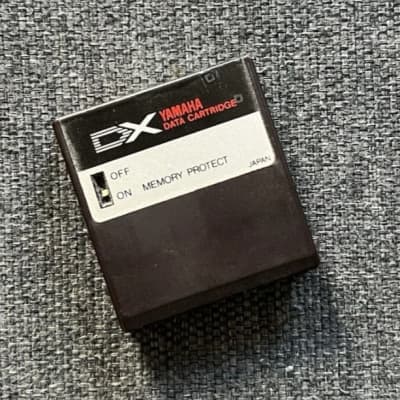 DX YAMAHA
DATA CARTRIDGE
OFF
ON MEMORY PROTECT JAPAN